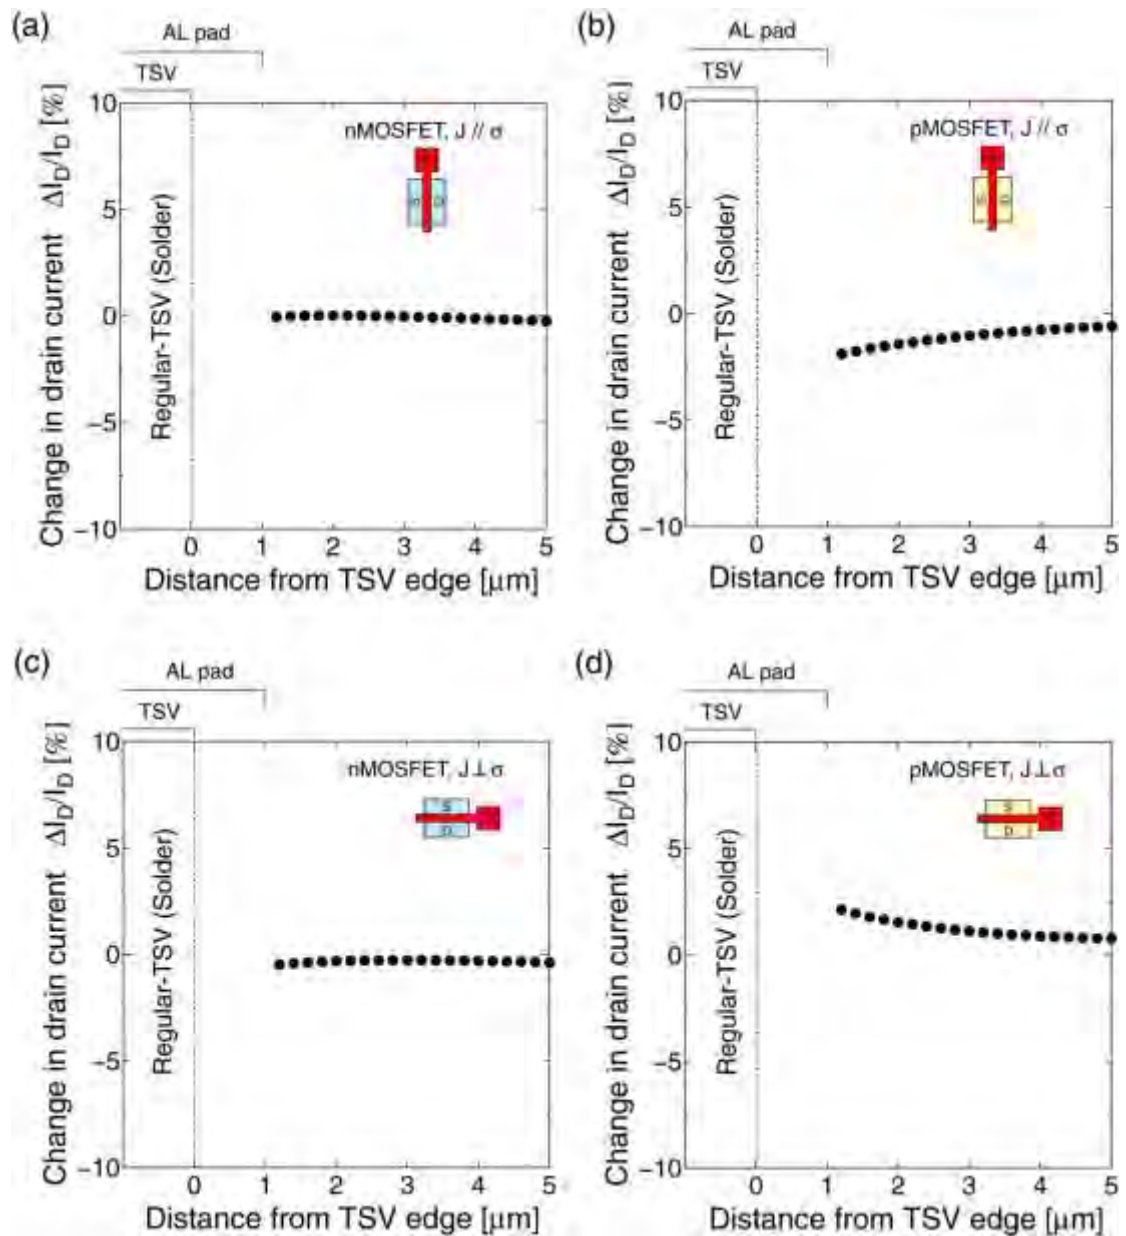 (a)
AL pad
TSV
Change in drain current ΔI_D/I_D [%]
10
5
0
−5
−10
Regular-TSV (Solder)
nMOSFET, J // σ
S D
0 1 2 3 4 5
Distance from TSV edge [μm]
(b)
AL pad
TSV
Change in drain current ΔI_D/I_D [%]
10
5
0
−5
−10
Regular-TSV (Solder)
pMOSFET, J // σ
S D
0 1 2 3 4 5
Distance from TSV edge [μm]
(c)
AL pad
TSV
Change in drain current ΔI_D/I_D [%]
10
5
0
−5
−10
Regular-TSV (Solder)
nMOSFET, J⊥σ
S
D
0 1 2 3 4 5
Distance from TSV edge [μm]
(d)
AL pad
TSV
Change in drain current ΔI_D/I_D [%]
10
5
0
−5
−10
Regular-TSV (Solder)
pMOSFET, J⊥σ
S
D
0 1 2 3 4 5
Distance from TSV edge [μm]